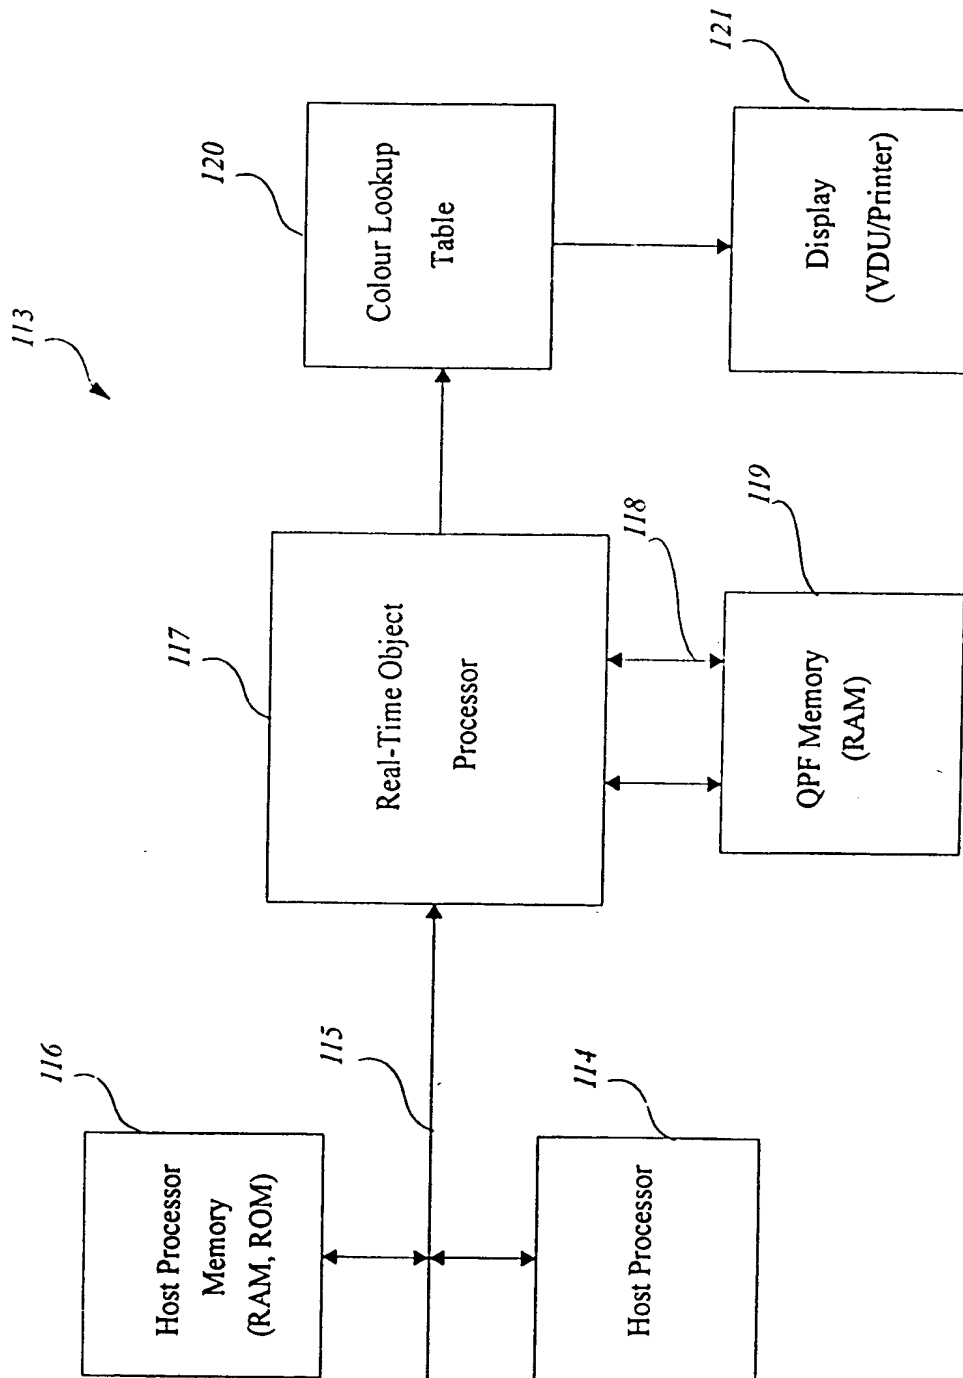 113
116
Host Processor
Memory
(RAM, ROM)
115
114
Host Processor
117
Real-Time Object
Processor
118
119
QPF Memory
(RAM)
120
Colour Lookup
Table
121
Display
(VDU/Printer)